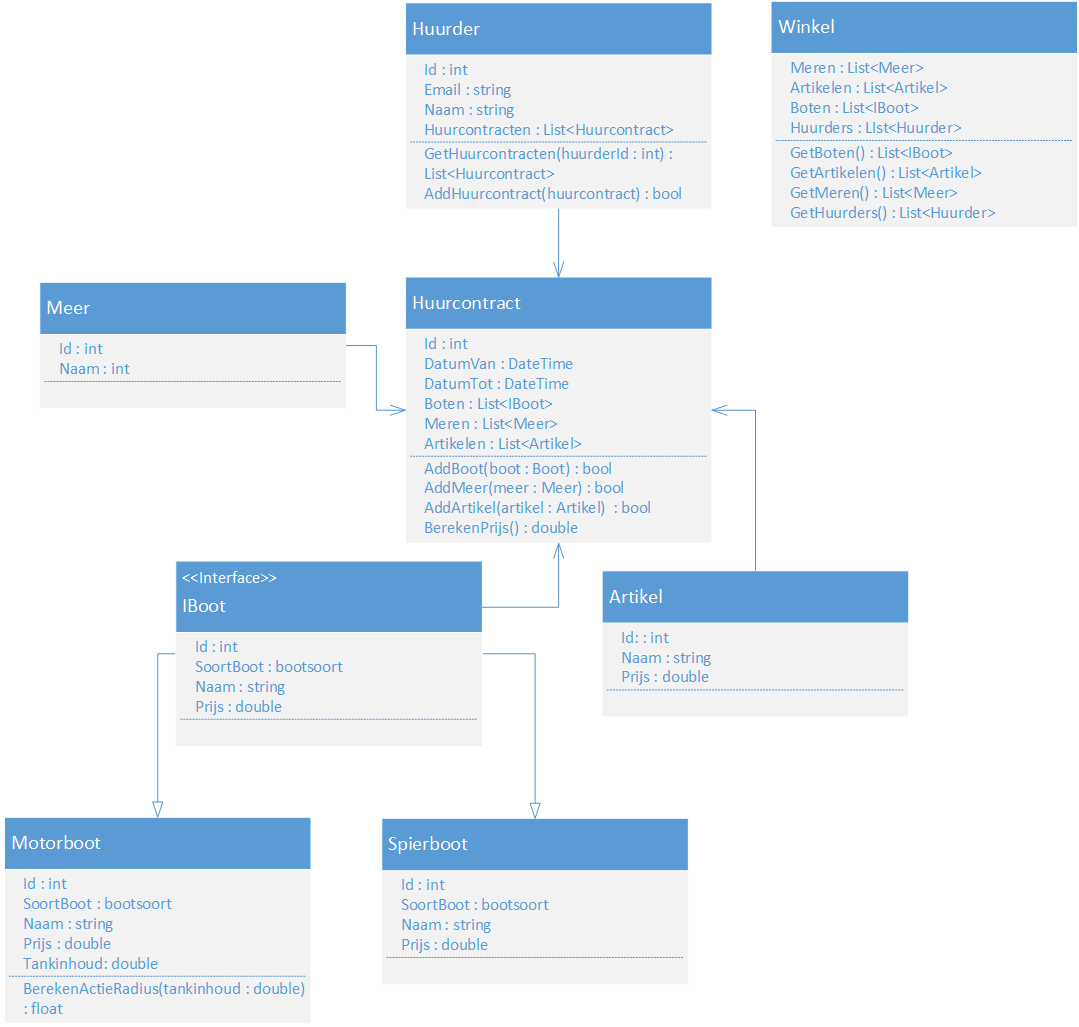 Huurder
Id : int
Email : string
Naam : string
Huurcontracten : List<Huurcontract>
GetHuurcontracten(huurderId : int) :
List<Huurcontract>
AddHuurcontract(huurcontract) : bool
Winkel
Meren : List<Meer>
Artikelen : List<Artikel>
Boten : List<IBoot>
Huurders : LIst<Huurder>
GetBoten() : List<IBoot>
GetArtikelen() : List<Artikel>
GetMeren() : List<Meer>
GetHuurders() : List<Huurder>
Meer
Id : int
Naam : int
Huurcontract
Id : int
DatumVan : DateTime
DatumTot : DateTime
Boten : List<IBoot>
Meren : List<Meer>
Artikelen : List<Artikel>
AddBoot(boot : Boot) : bool
AddMeer(meer : Meer) : bool
AddArtikel(artikel : Artikel)  : bool
BerekenPrijs() : double
<<Interface>>
IBoot
Id : int
SoortBoot : bootsoort
Naam : string
Prijs : double
Artikel
Id: : int
Naam : string
Prijs : double
Motorboot
Id : int
SoortBoot : bootsoort
Naam : string
Prijs : double
Tankinhoud: double
BerekenActieRadius(tankinhoud : double)
: float
Spierboot
Id : int
SoortBoot : bootsoort
Naam : string
Prijs : double